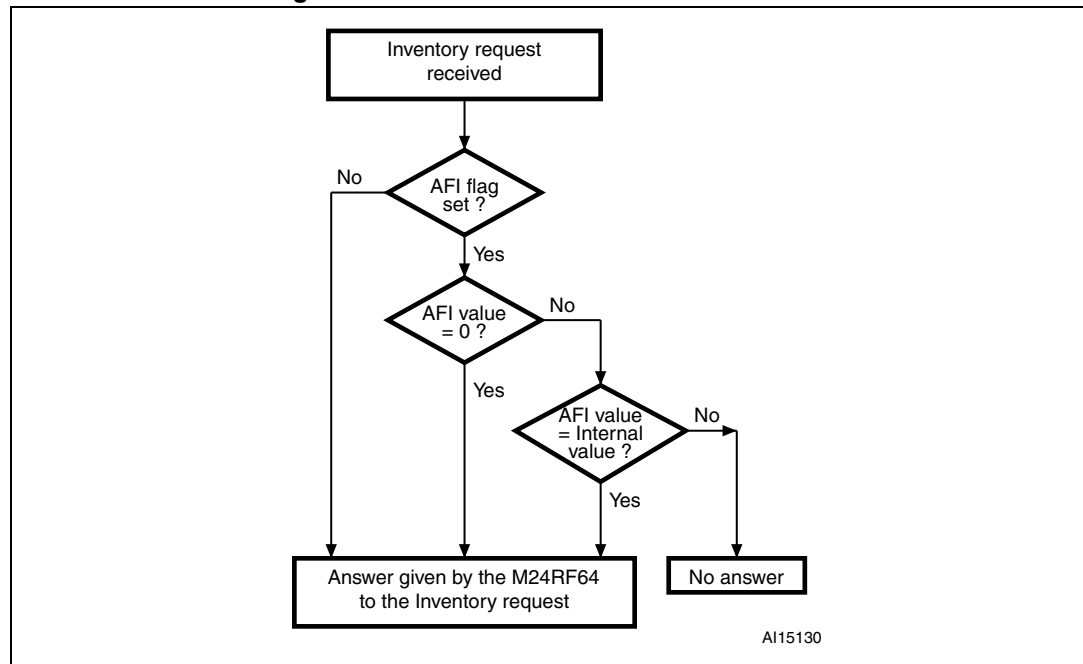 Inventory request
received
No
AFI flag
set ?
Yes
AFI value
= 0 ?
No
Yes
AFI value
= Internal
value ?
No
Yes
Answer given by the M24RF64
to the Inventory request
No answer
AI15130